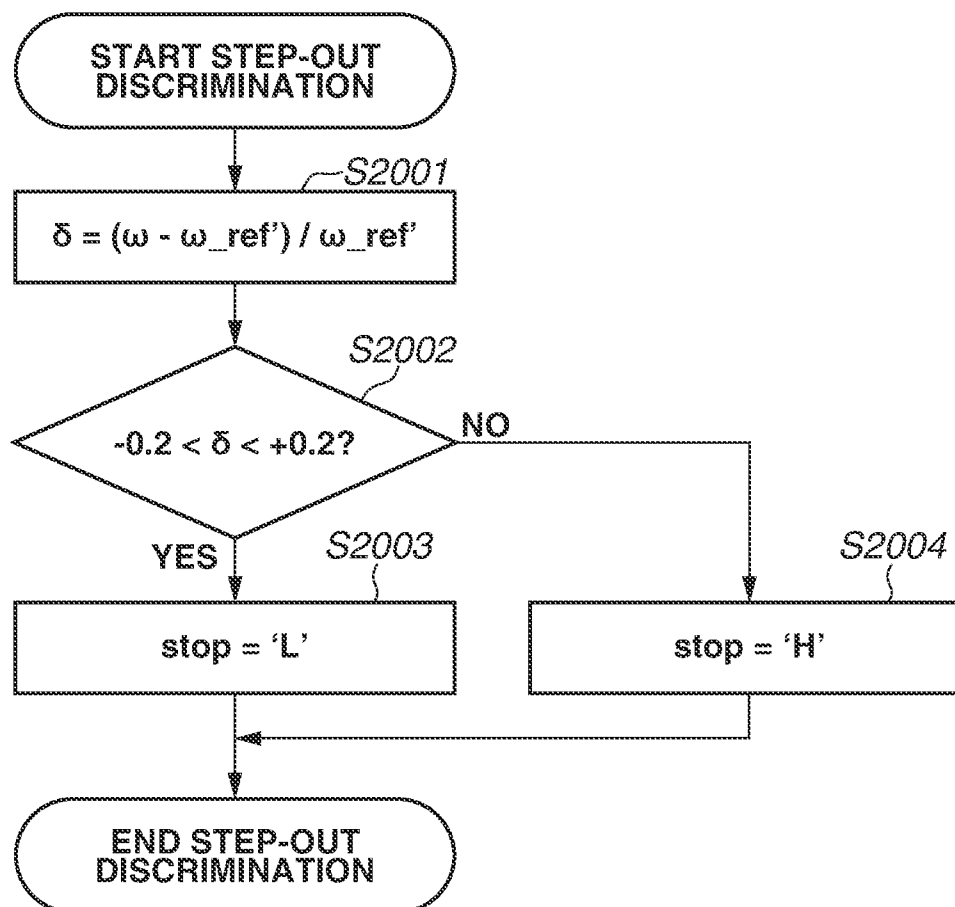 START STEP-OUT
DISCRIMINATION
S2001
δ = (ω - ω_ref’) / ω_ref’
S2002
-0.2 < δ < +0.2?
NO
YES
S2003
S2004
stop = ‘L’
stop = ‘H’
END STEP-OUT
DISCRIMINATION